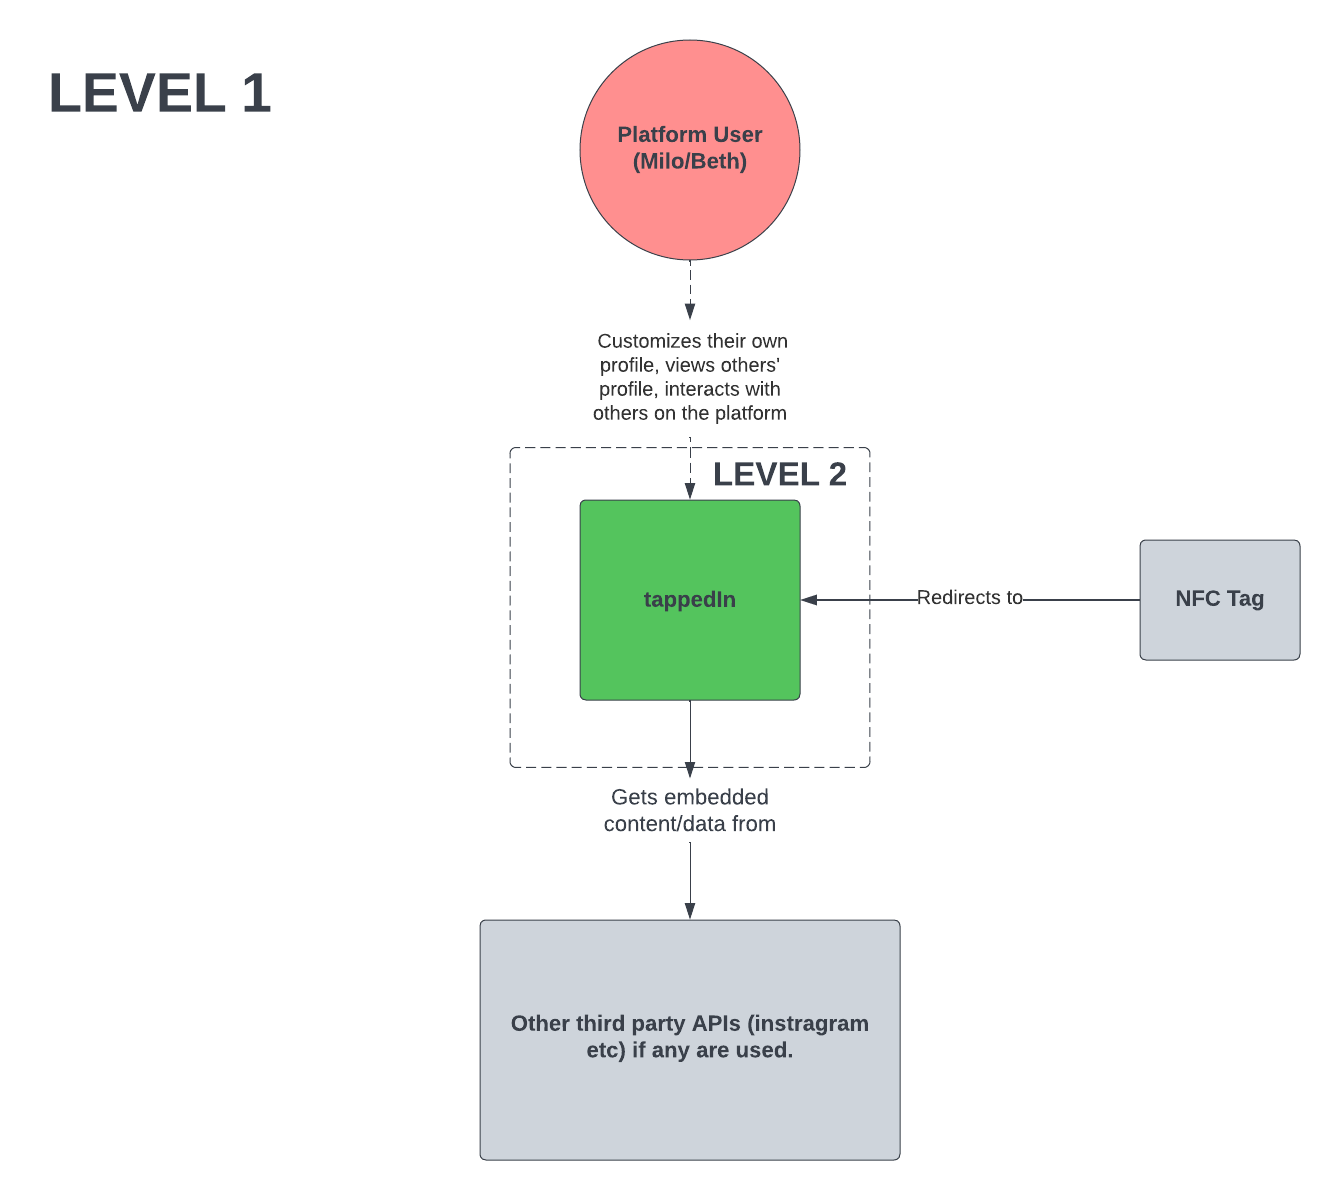 LEVEL 1
Platform User
(Milo/Beth)
Customizes their own
profile, views others'
profile, interacts with
others on the platform
LEVEL 2
tappedIn
Redirects to
NFC Tag
Gets embedded
content/data from
Other third party APIs (instragram
etc) if any are used.